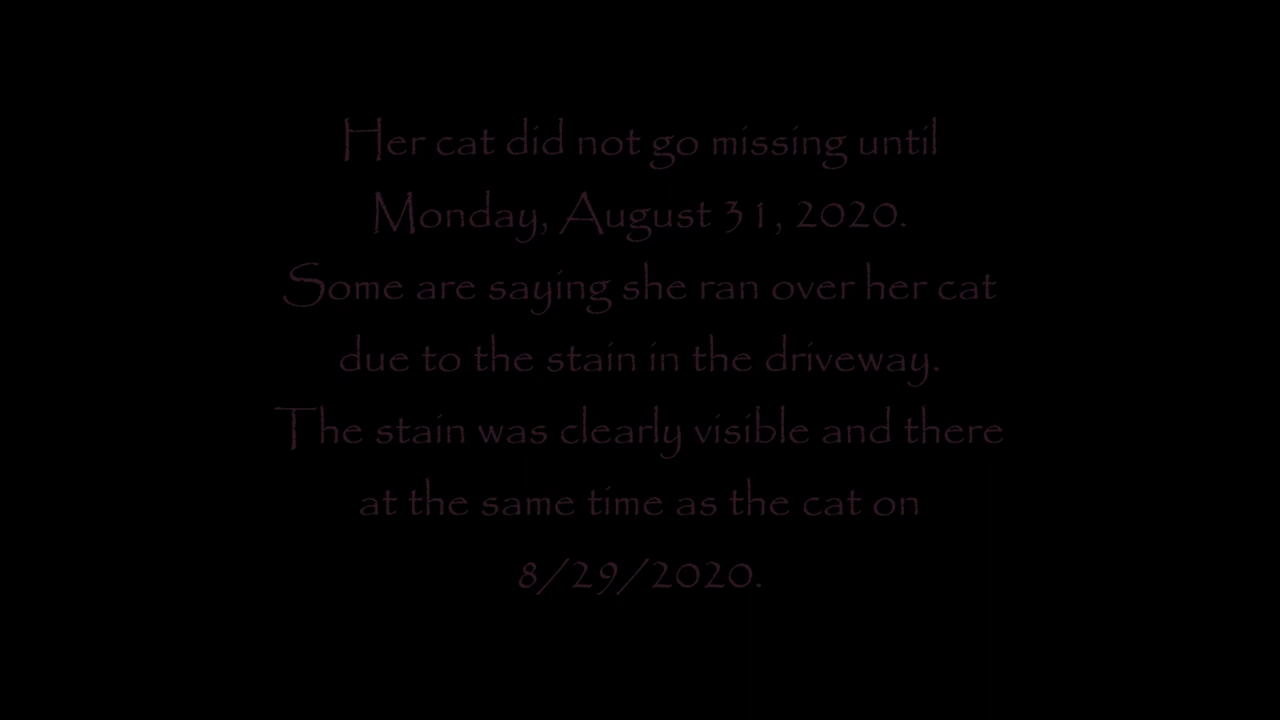 Her cat did not go missing until
Monday, August 31, 2020.
Some are saying she ran over her cat
due to the stain in the driveway.
The stain was clearly visible and there
at the same time as the cat on
8/29/2020.